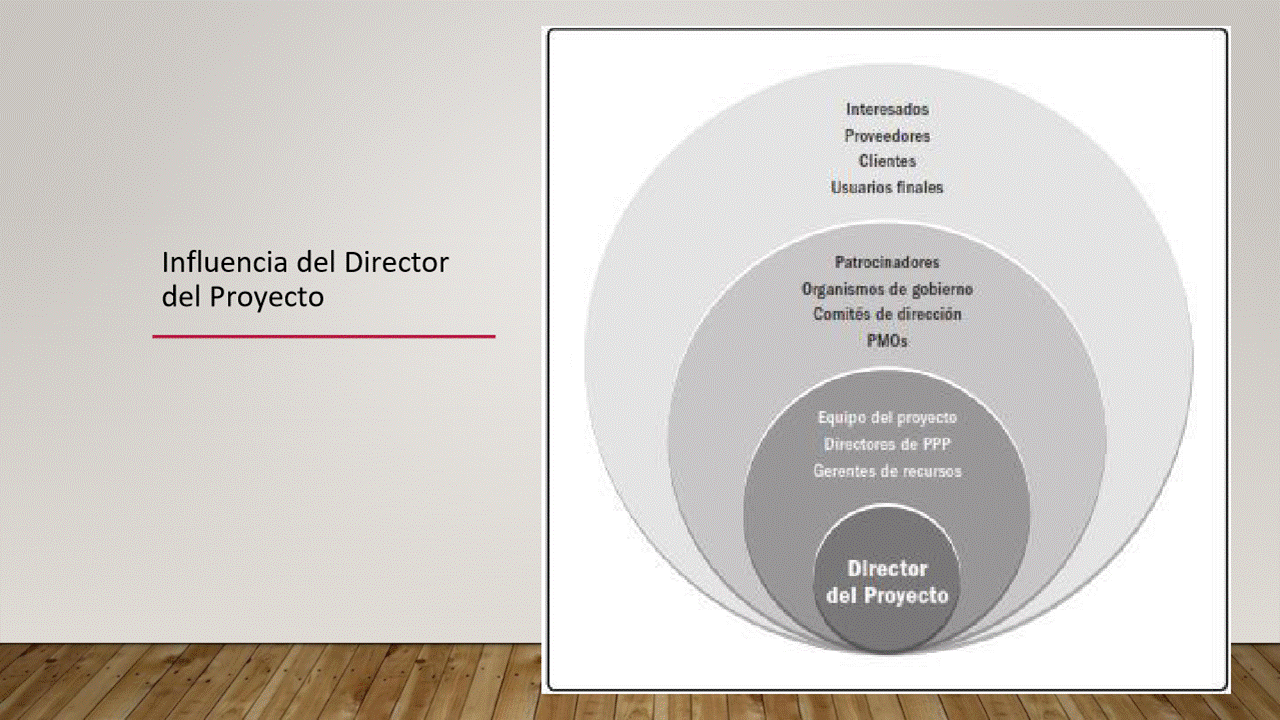 Influencia del Director
del Proyecto
Interesados
Proveedores
Clientes
Usuarios finales
Patrocinadores
Organismos de gobierno
Comités de dirección
PMOs
Equipo del proyecto
Directores de PPP
Gerentes de recursos
Director
del Proyecto